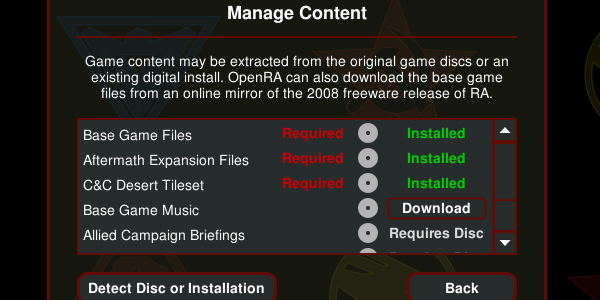 Manage Content
Game content may be extracted from the original game discs or an
existing digital install. OpenRA can also download the base game
files from an online mirror of the 2008 freeware release of RA.
Base Game Files Required Installed
Aftermath Expansion Files Required Installed
C&C Desert Tileset Required Installed
Base Game Music Download
Allied Campaign Briefings Requires Disc
Detect Disc or Installation Back